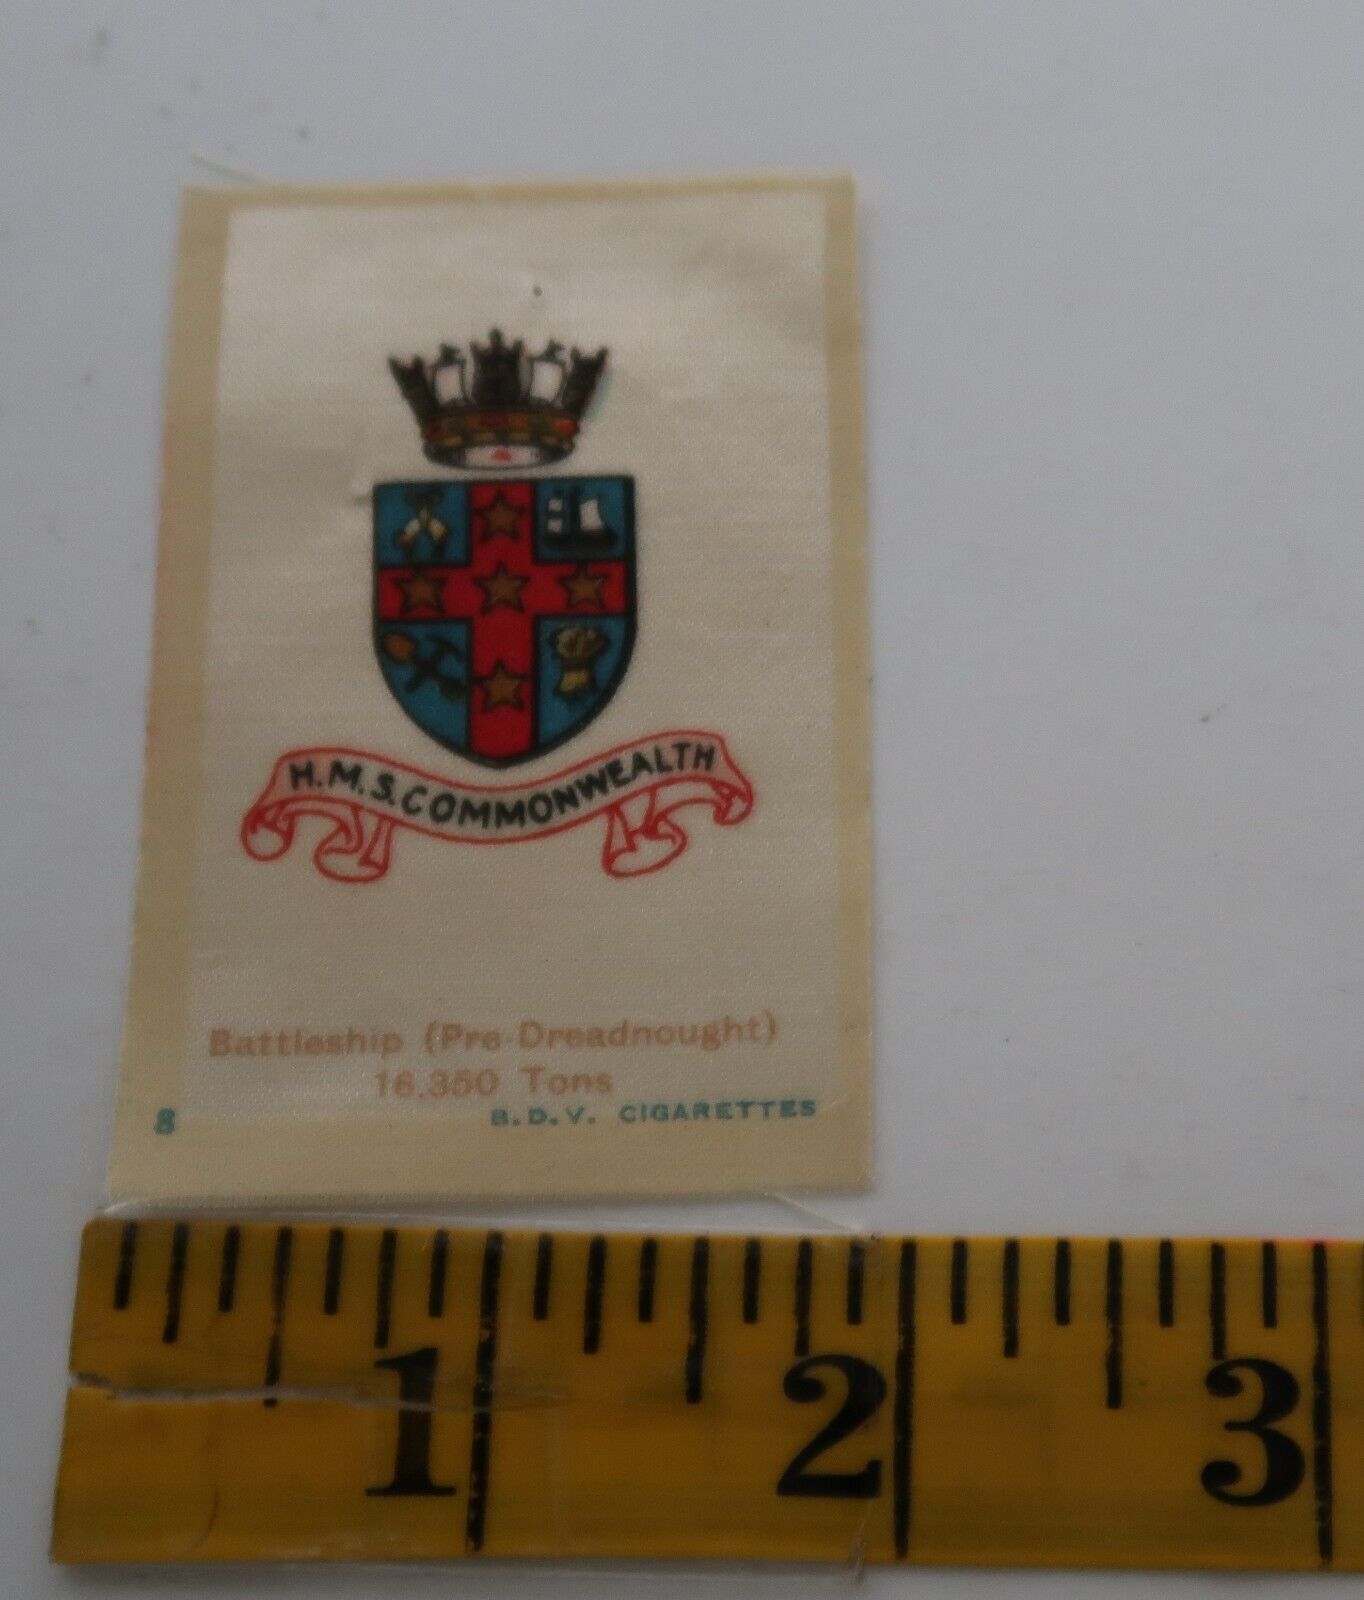 H.M.S. COMMONWEALTH
Battleship (Pre-Dreadnought)
16.350 Tons
8 B.D.V. CIGARETTES
1 2 3